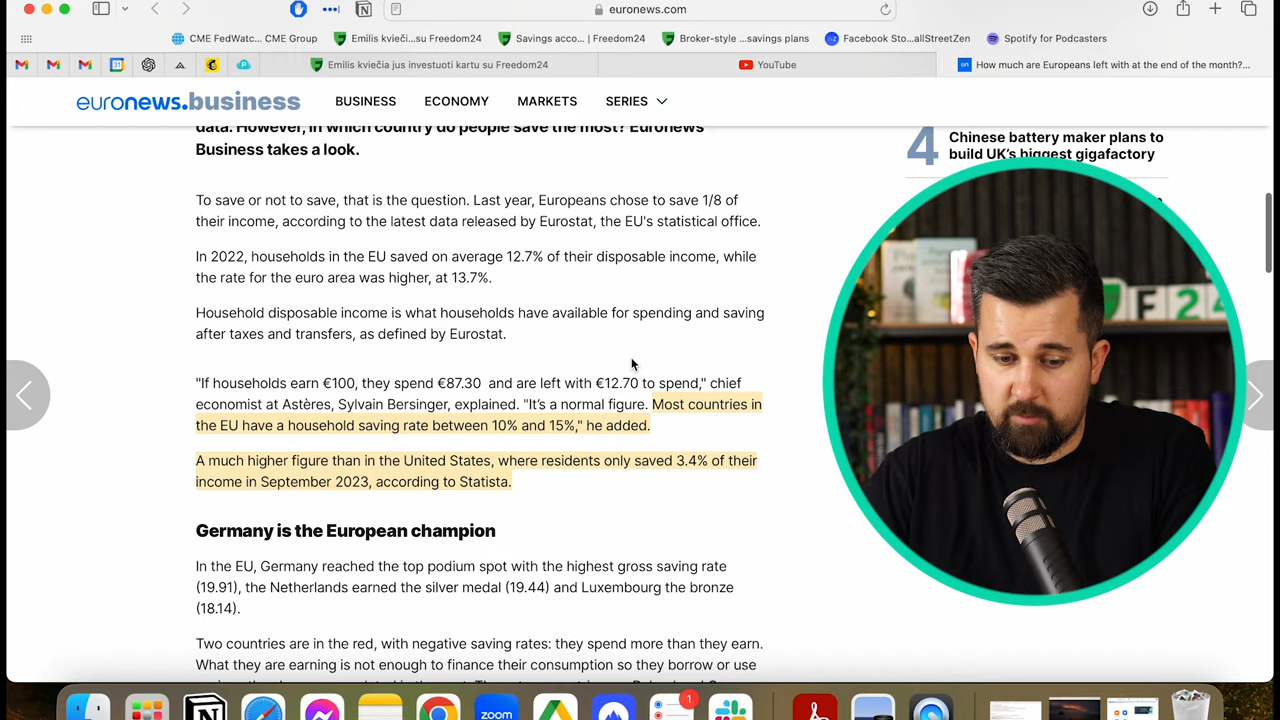 euronews.com
CME FedWatc... CME Group
Emilis kvieči...su Freedom24
Savings acco... | Freedom24
Broker-style ...savings plans
Facebook Sto...allStreetZen
Spotify for Podcasters
Emilis kviečia jus investuoti kartu su Freedom24
YouTube
How much are Europeans left with at the end of the month?...
euronews.business
BUSINESS
ECONOMY
MARKETS
SERIES
data. However, in which country do people save the most? Euronews
Business takes a look.
To save or not to save, that is the question. Last year, Europeans chose to save 1/8 of
their income, according to the latest data released by Eurostat, the EU's statistical office.
In 2022, households in the EU saved on average 12.7% of their disposable income, while
the rate for the euro area was higher, at 13.7%.
Household disposable income is what households have available for spending and saving
after taxes and transfers, as defined by Eurostat.
"If households earn €100, they spend €87.30 and are left with €12.70 to spend," chief
economist at Astères, Sylvain Bersinger, explained. "It's a normal figure. Most countries in
the EU have a household saving rate between 10% and 15%," he added.
A much higher figure than in the United States, where residents only saved 3.4% of their
income in September 2023, according to Statista.
Germany is the European champion
In the EU, Germany reached the top podium spot with the highest gross saving rate
(19.91), the Netherlands earned the silver medal (19.44) and Luxembourg the bronze
(18.14).
Two countries are in the red, with negative saving rates: they spend more than they earn.
What they are earning is not enough to finance their consumption so they borrow or use
4
Chinese battery maker plans to
build UK's biggest gigafactory
F24
31
zoom
1